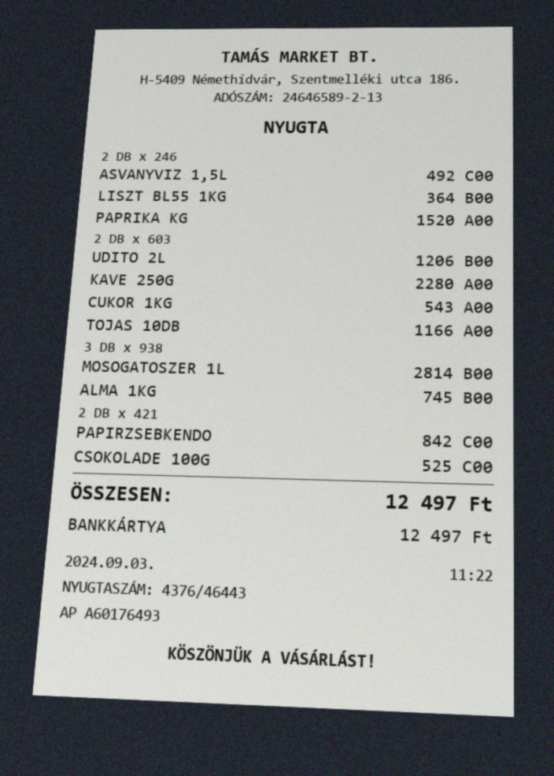 TAMÁS MARKET BT.
H-5409 Némethídvár, Szentmelléki utca 186.
ADÓSZÁM: 24646589-2-13
NYUGTA
2 DB x 246
ASVANYVIZ 1,5L 492 C00
LISZT BL55 1KG 364 B00
PAPRIKA KG 1520 A00
2 DB x 603
UDITO 2L 1206 B00
KAVE 250G 2280 A00
CUKOR 1KG 543 A00
TOJAS 10DB 1166 A00
3 DB x 938
MOSOGATOSZER 1L 2814 B00
ALMA 1KG 745 B00
2 DB x 421
PAPIRZSEBKENDO 842 C00
CSOKOLADE 100G 525 C00
ÖSSZESEN: 12 497 Ft
BANKKÁRTYA 12 497 Ft
2024.09.03. 11:22
NYUGTASZÁM: 4376/46443
AP A60176493
KÖSZÖNJÜK A VÁSÁRLÁST!